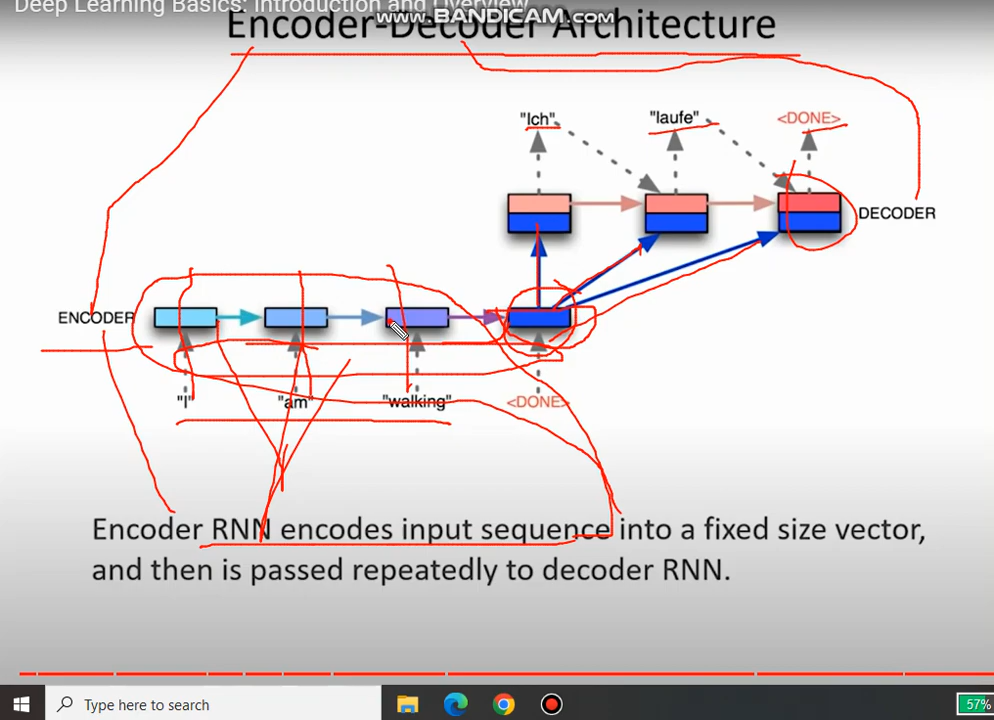 Deep Learning Basics: Introduction and Overview
www.BANDICAM.com
Encoder-Decoder Architecture
"Ich" "laufe" <DONE>
DECODER
ENCODER
"I" "am" "walking" <DONE>
Encoder RNN encodes input sequence into a fixed size vector,
and then is passed repeatedly to decoder RNN.
Type here to search
57%